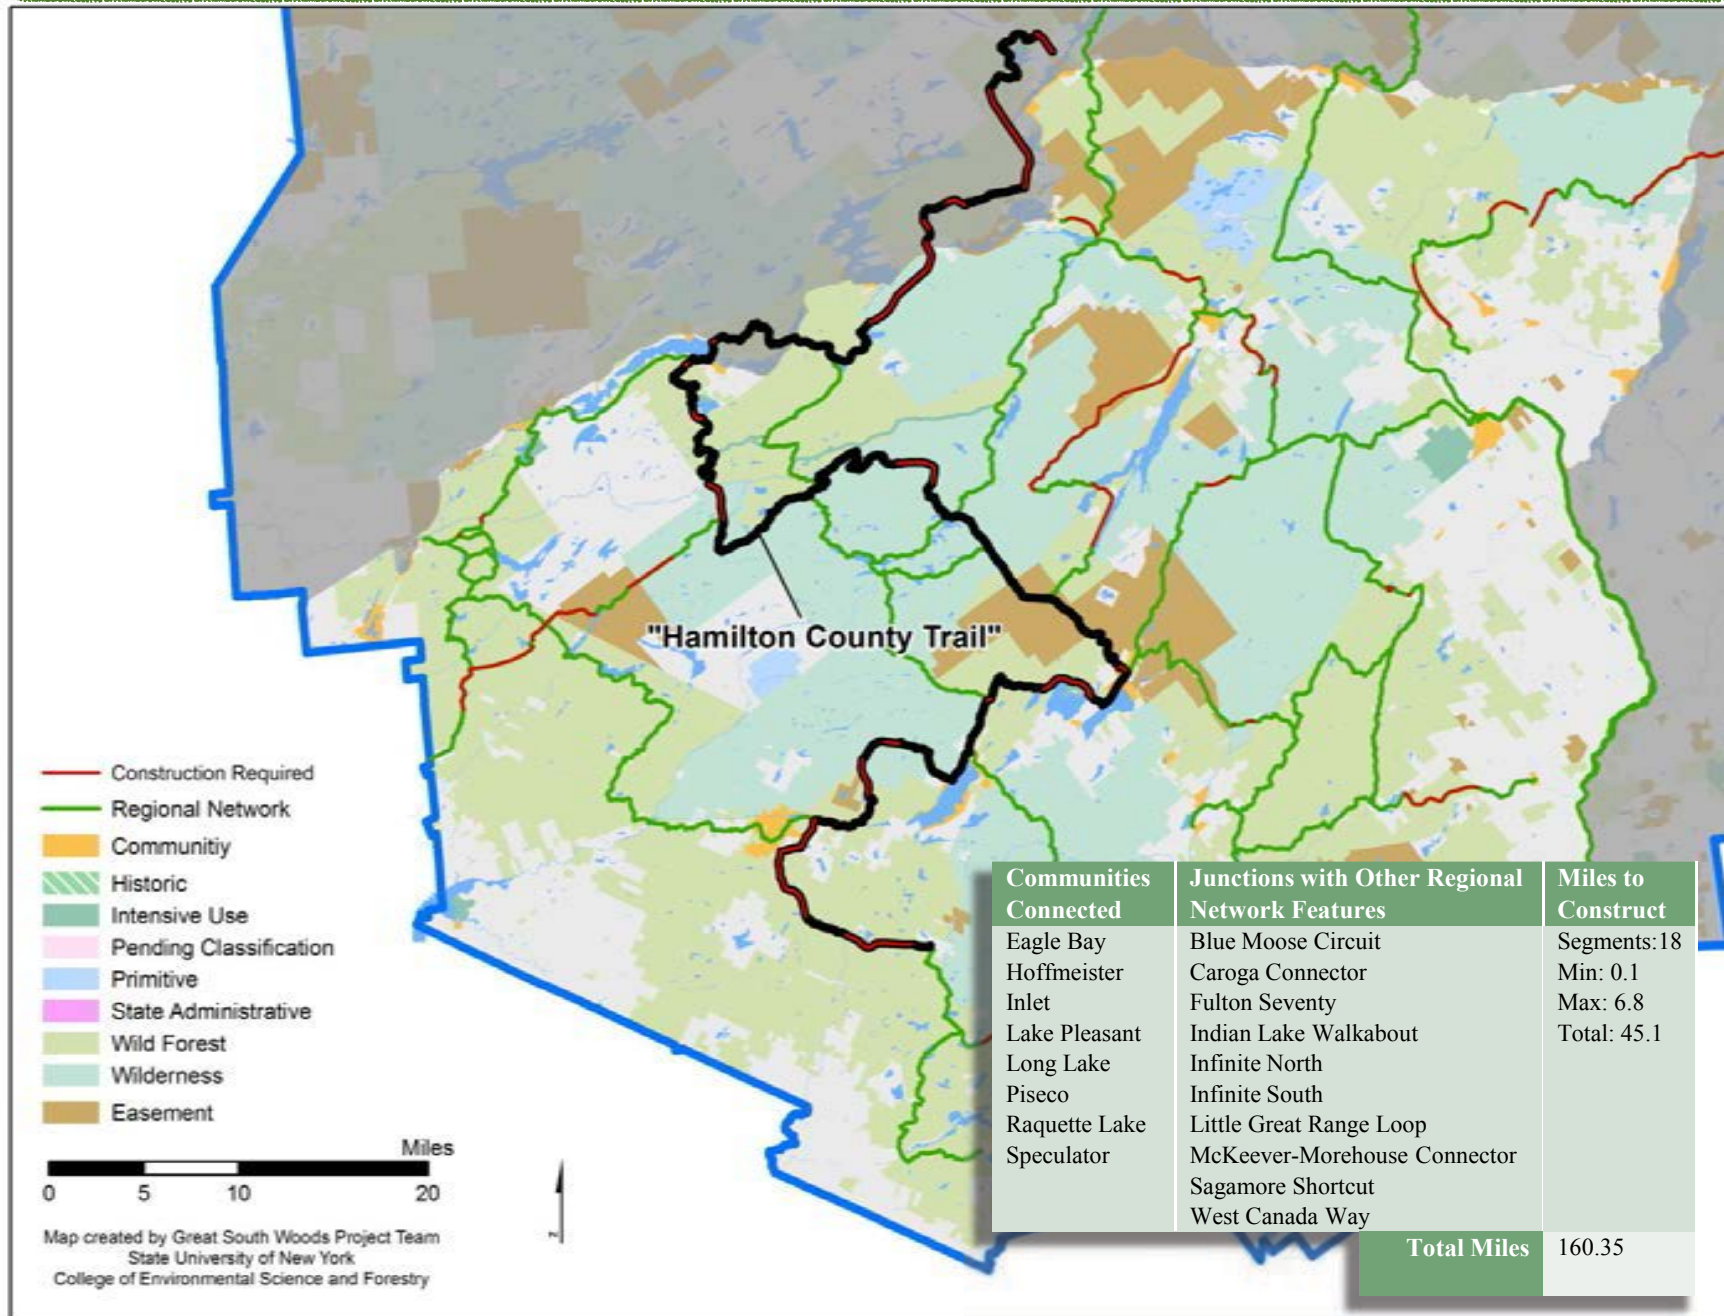 "Hamilton County Trail"
Construction Required
Regional Network
Communitiy
Historic
Intensive Use
Pending Classification
Primitive
State Administrative
Wild Forest
Wilderness
Easement
Miles
0 5 10 20
Map created by Great South Woods Project Team
State University of New York
College of Environmental Science and Forestry
Communities
Connected
Eagle Bay
Hoffmeister
Inlet
Lake Pleasant
Long Lake
Piseco
Raquette Lake
Speculator
Junctions with Other Regional
Network Features
Blue Moose Circuit
Caroga Connector
Fulton Seventy
Indian Lake Walkabout
Infinite North
Infinite South
Little Great Range Loop
McKeever-Morehouse Connector
Sagamore Shortcut
West Canada Way
Miles to
Construct
Segments:18
Min: 0.1
Max: 6.8
Total: 45.1
Total Miles 160.35